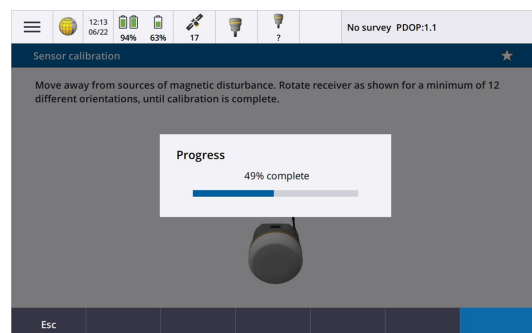 12:13
06/22
94%
63%
17
?
No survey PDOP:1.1
Sensor calibration
Move away from sources of magnetic disturbance. Rotate receiver as shown for a minimum of 12
different orientations, until calibration is complete.
Progress
49% complete
Esc